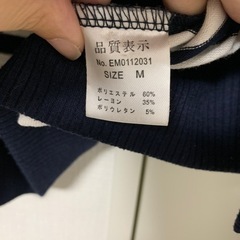 品質表示
No. EM0112031
SIZE M
ポリエステル 60%
レーヨン 35%
ポリウレタン 5%